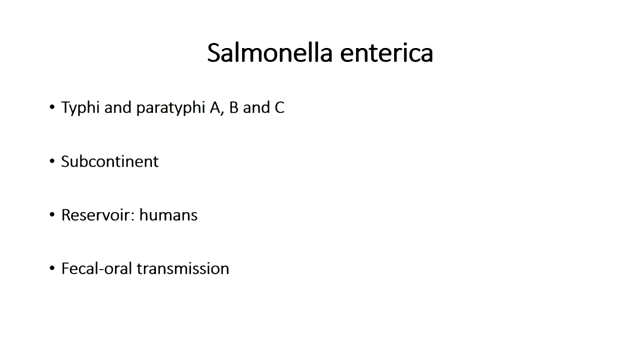 Salmonella enterica
• Typhi and paratyphi A, B and C
• Subcontinent
• Reservoir: humans
• Fecal-oral transmission